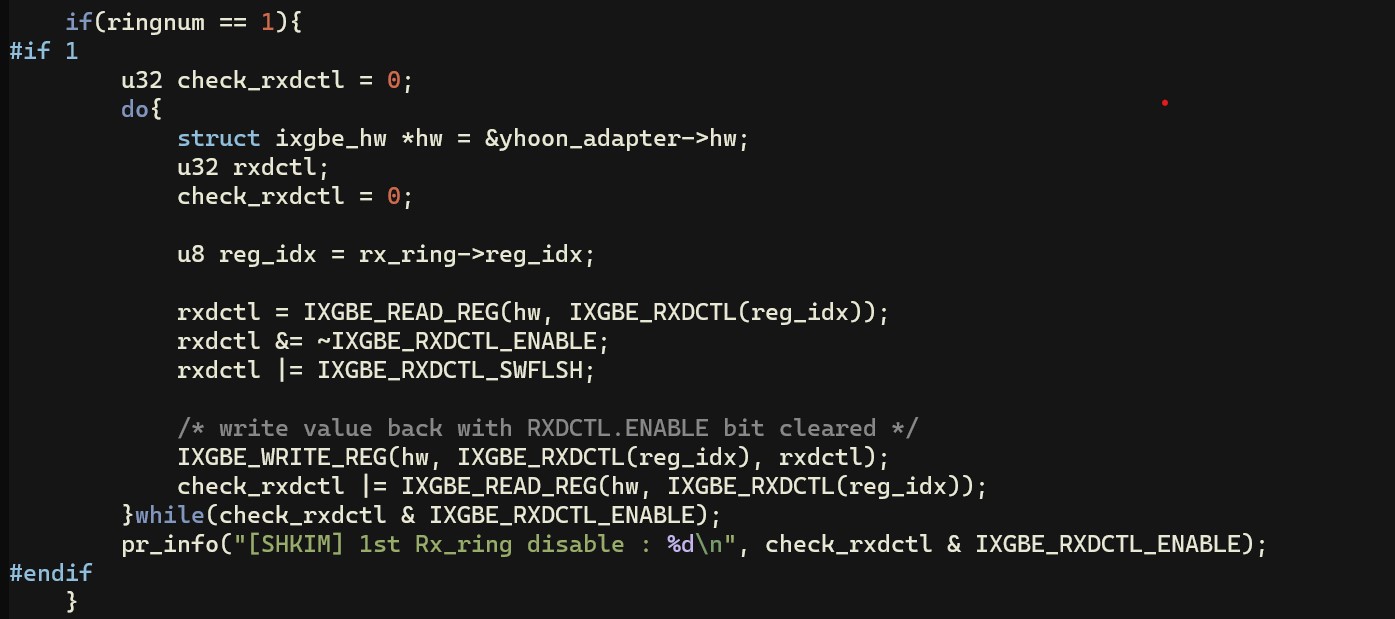 if(ringnum == 1){
#if 1
u32 check_rxdctl = 0;
do{
struct ixgbe_hw *hw = &yhoon_adapter->hw;
u32 rxdctl;
check_rxdctl = 0;
u8 reg_idx = rx_ring->reg_idx;
rxdctl = IXGBE_READ_REG(hw, IXGBE_RXDCTL(reg_idx));
rxdctl &= ~IXGBE_RXDCTL_ENABLE;
rxdctl |= IXGBE_RXDCTL_SWFLSH;
/* write value back with RXDCTL.ENABLE bit cleared */
IXGBE_WRITE_REG(hw, IXGBE_RXDCTL(reg_idx), rxdctl);
check_rxdctl |= IXGBE_READ_REG(hw, IXGBE_RXDCTL(reg_idx));
}while(check_rxdctl & IXGBE_RXDCTL_ENABLE);
pr_info("[SHKIM] 1st Rx_ring disable : %d\n", check_rxdctl & IXGBE_RXDCTL_ENABLE);
#endif
}